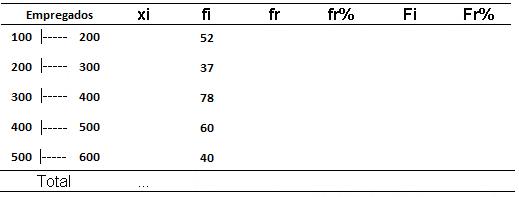 Empregados xi fi fr fr% Fi Fr%
100 |----- 200 52
200 |----- 300 37
300 |----- 400 78
400 |----- 500 60
500 |----- 600 40
Total ...